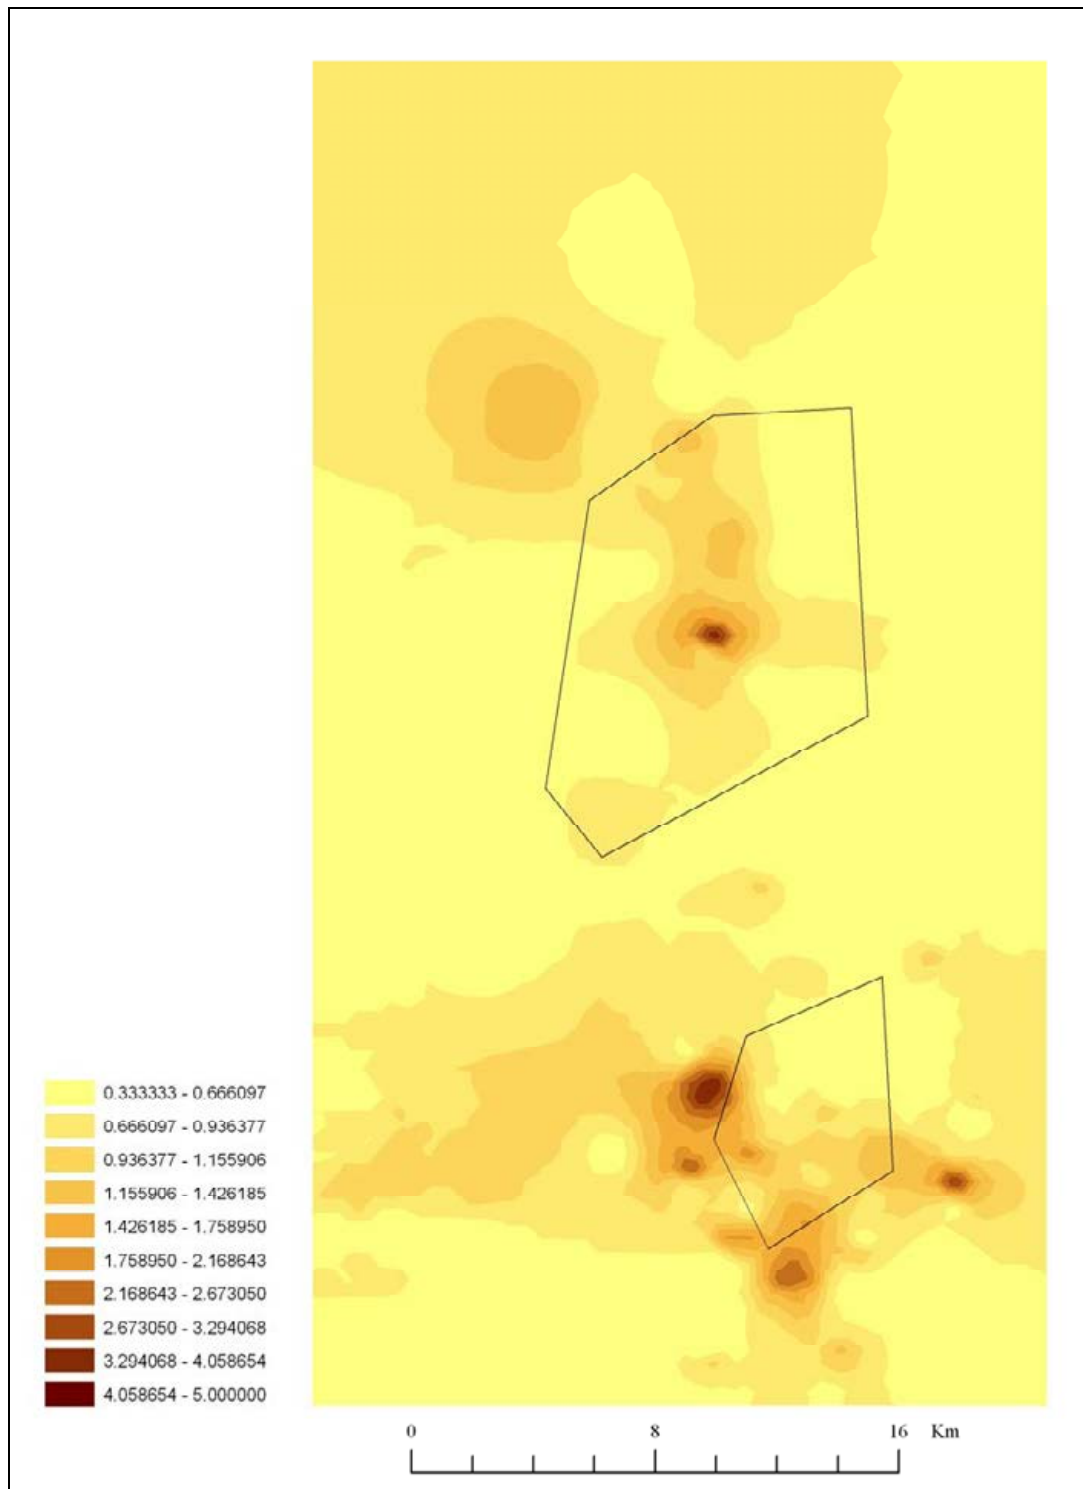 0.333333 - 0.666097
0.666097 - 0.936377
0.936377 - 1.155906
1.155906 - 1.426185
1.426185 - 1.758950
1.758950 - 2.168643
2.168643 - 2.673050
2.673050 - 3.294068
3.294068 - 4.058654
4.058654 - 5.000000
0 8 16 Km